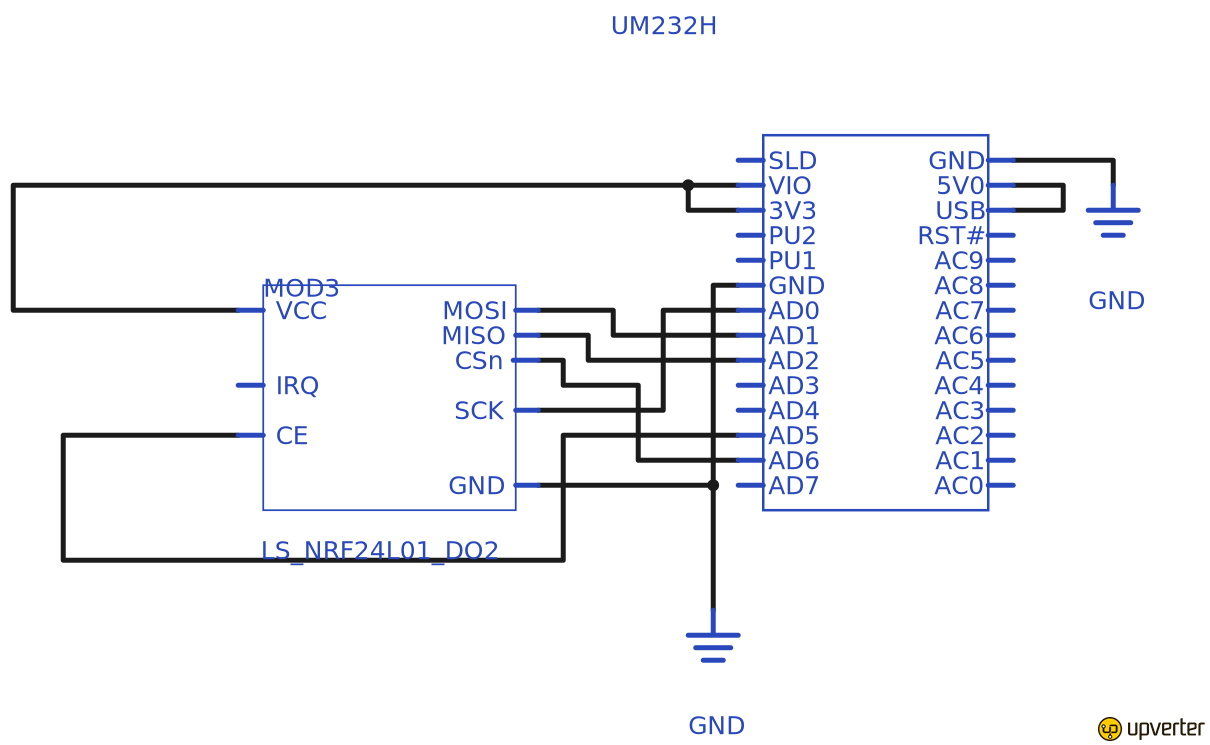 UM232H
SLD
VIO
3V3
PU2
PU1
GND
AD0
AD1
AD2
AD3
AD4
AD5
AD6
AD7
GND
5V0
USB
RST#
AC9
AC8
AC7
AC6
AC5
AC4
AC3
AC2
AC1
AC0
GND
MOD3
VCC
IRQ
CE
MOSI
MISO
CSn
SCK
GND
LS_NRF24L01_DO2
GND
upverter